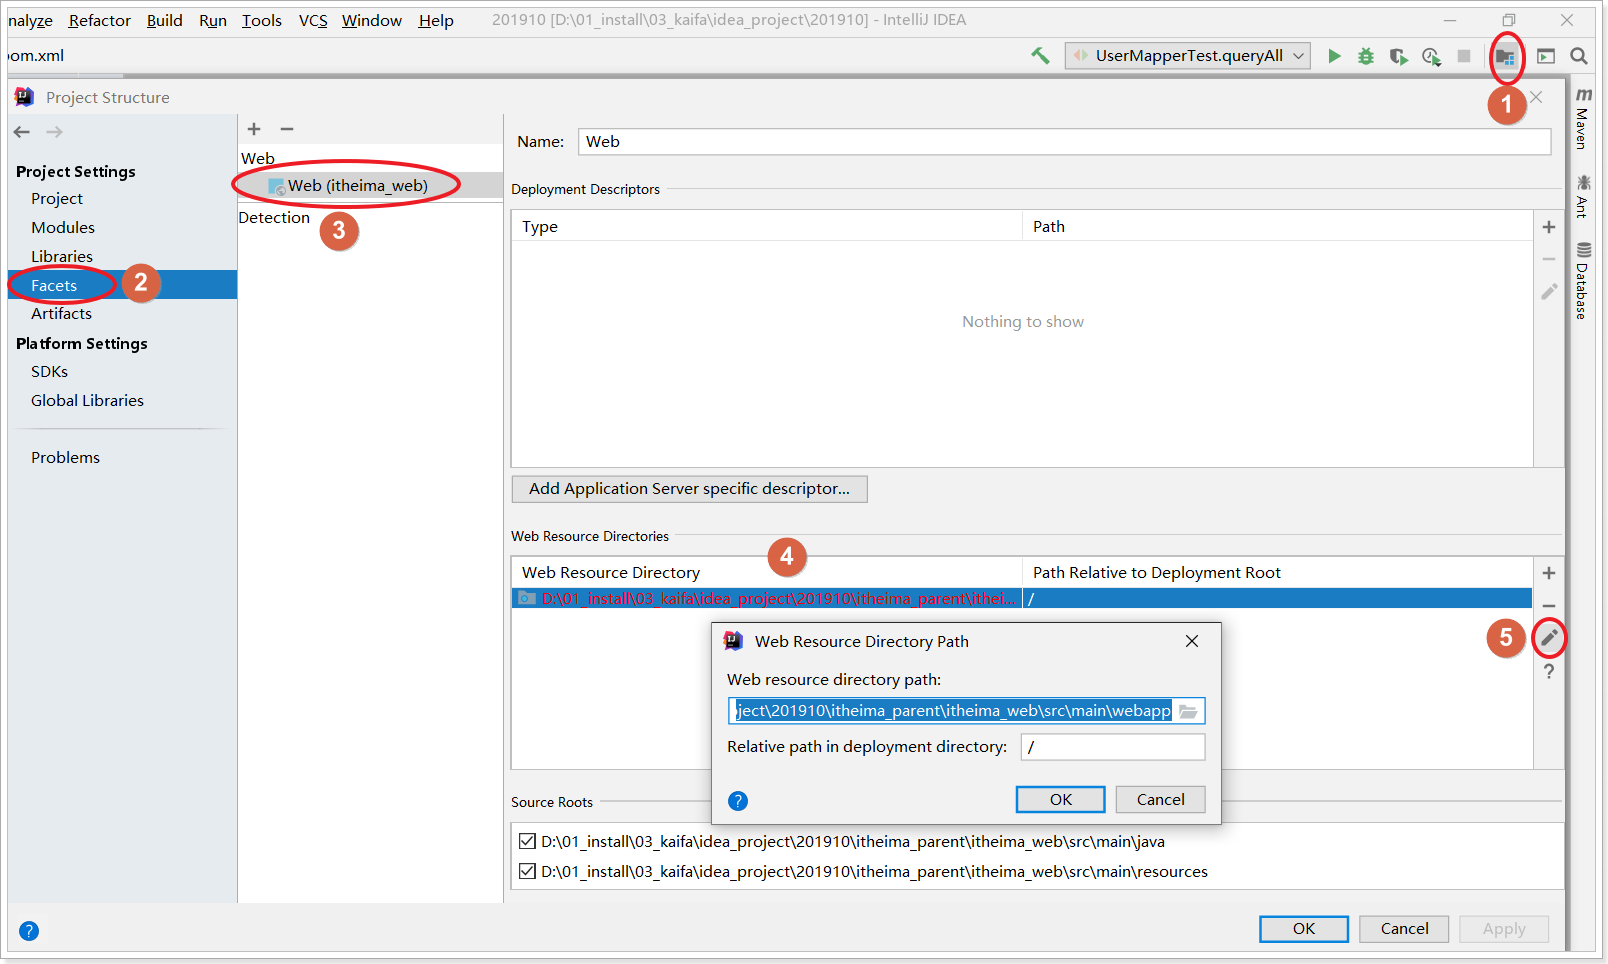 nalyze Refactor Build Run Tools VCS Window Help 201910 [D:\01_install\03_kaifa\idea_project\201910] - IntelliJ IDEA
om.xml UserMapperTest.queryAll
Project Structure
1
Maven
Ant
Database
Project Settings
Project
Modules
Libraries
Facets
2
Artifacts
Platform Settings
SDKs
Global Libraries
Problems
Web
Web (itheima_web)
Detection
3
Name: Web
Deployment Descriptors
Type Path
Nothing to show
Add Application Server specific descriptor...
Web Resource Directories
4
Web Resource Directory Path Relative to Deployment Root
D:\01_install\03_kaifa\idea_project\201910\itheima_parent\ithei... /
5
?
Web Resource Directory Path
Web resource directory path:
ject\201910\itheima_parent\itheima_web\src\main\webapp
Relative path in deployment directory: /
? OK Cancel
Source Roots
D:\01_install\03_kaifa\idea_project\201910\itheima_parent\itheima_web\src\main\java
D:\01_install\03_kaifa\idea_project\201910\itheima_parent\itheima_web\src\main\resources
? OK Cancel Apply